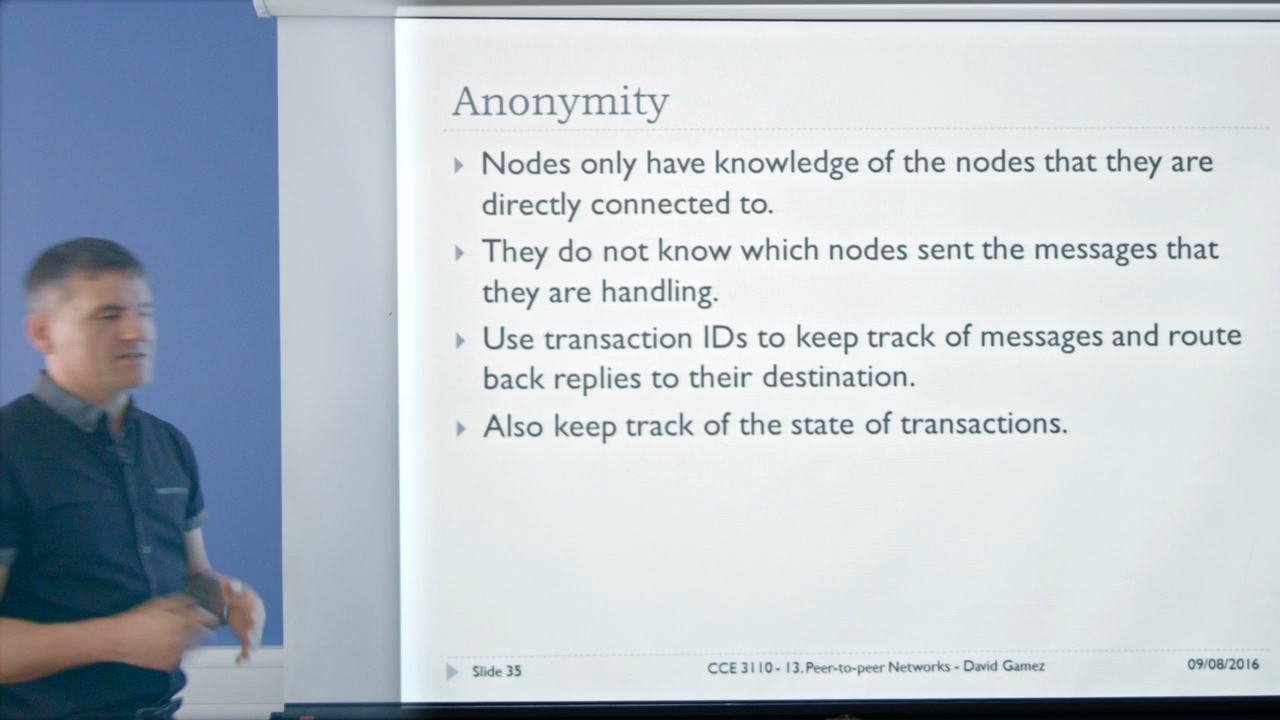 Anonymity
Nodes only have knowledge of the nodes that they are
directly connected to.
They do not know which nodes sent the messages that
they are handling.
Use transaction IDs to keep track of messages and route
back replies to their destination.
Also keep track of the state of transactions.
Slide 35
CCE 3110 - 13. Peer-to-peer Networks - David Gamez
09/08/2016